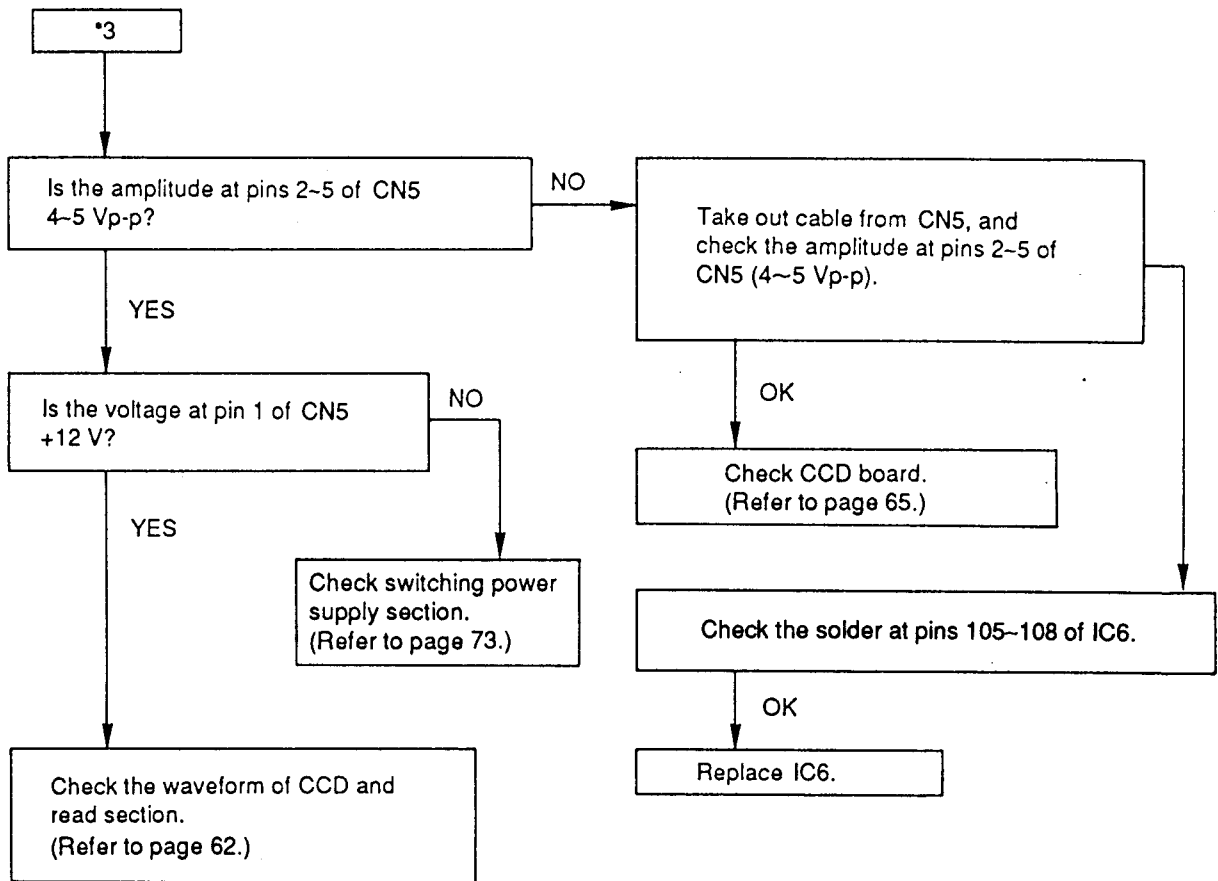 *3
Is the amplitude at pins 2~5 of CN5
4~5 Vp-p?
NO
Take out cable from CN5, and
check the amplitude at pins 2~5 of
CN5 (4~5 Vp-p).
YES
Is the voltage at pin 1 of CN5
+12 V?
NO
OK
Check CCD board.
(Refer to page 65.)
YES
Check switching power
supply section.
(Refer to page 73.)
Check the solder at pins 105~108 of IC6.
OK
Replace IC6.
Check the waveform of CCD and
read section.
(Refer to page 62.)